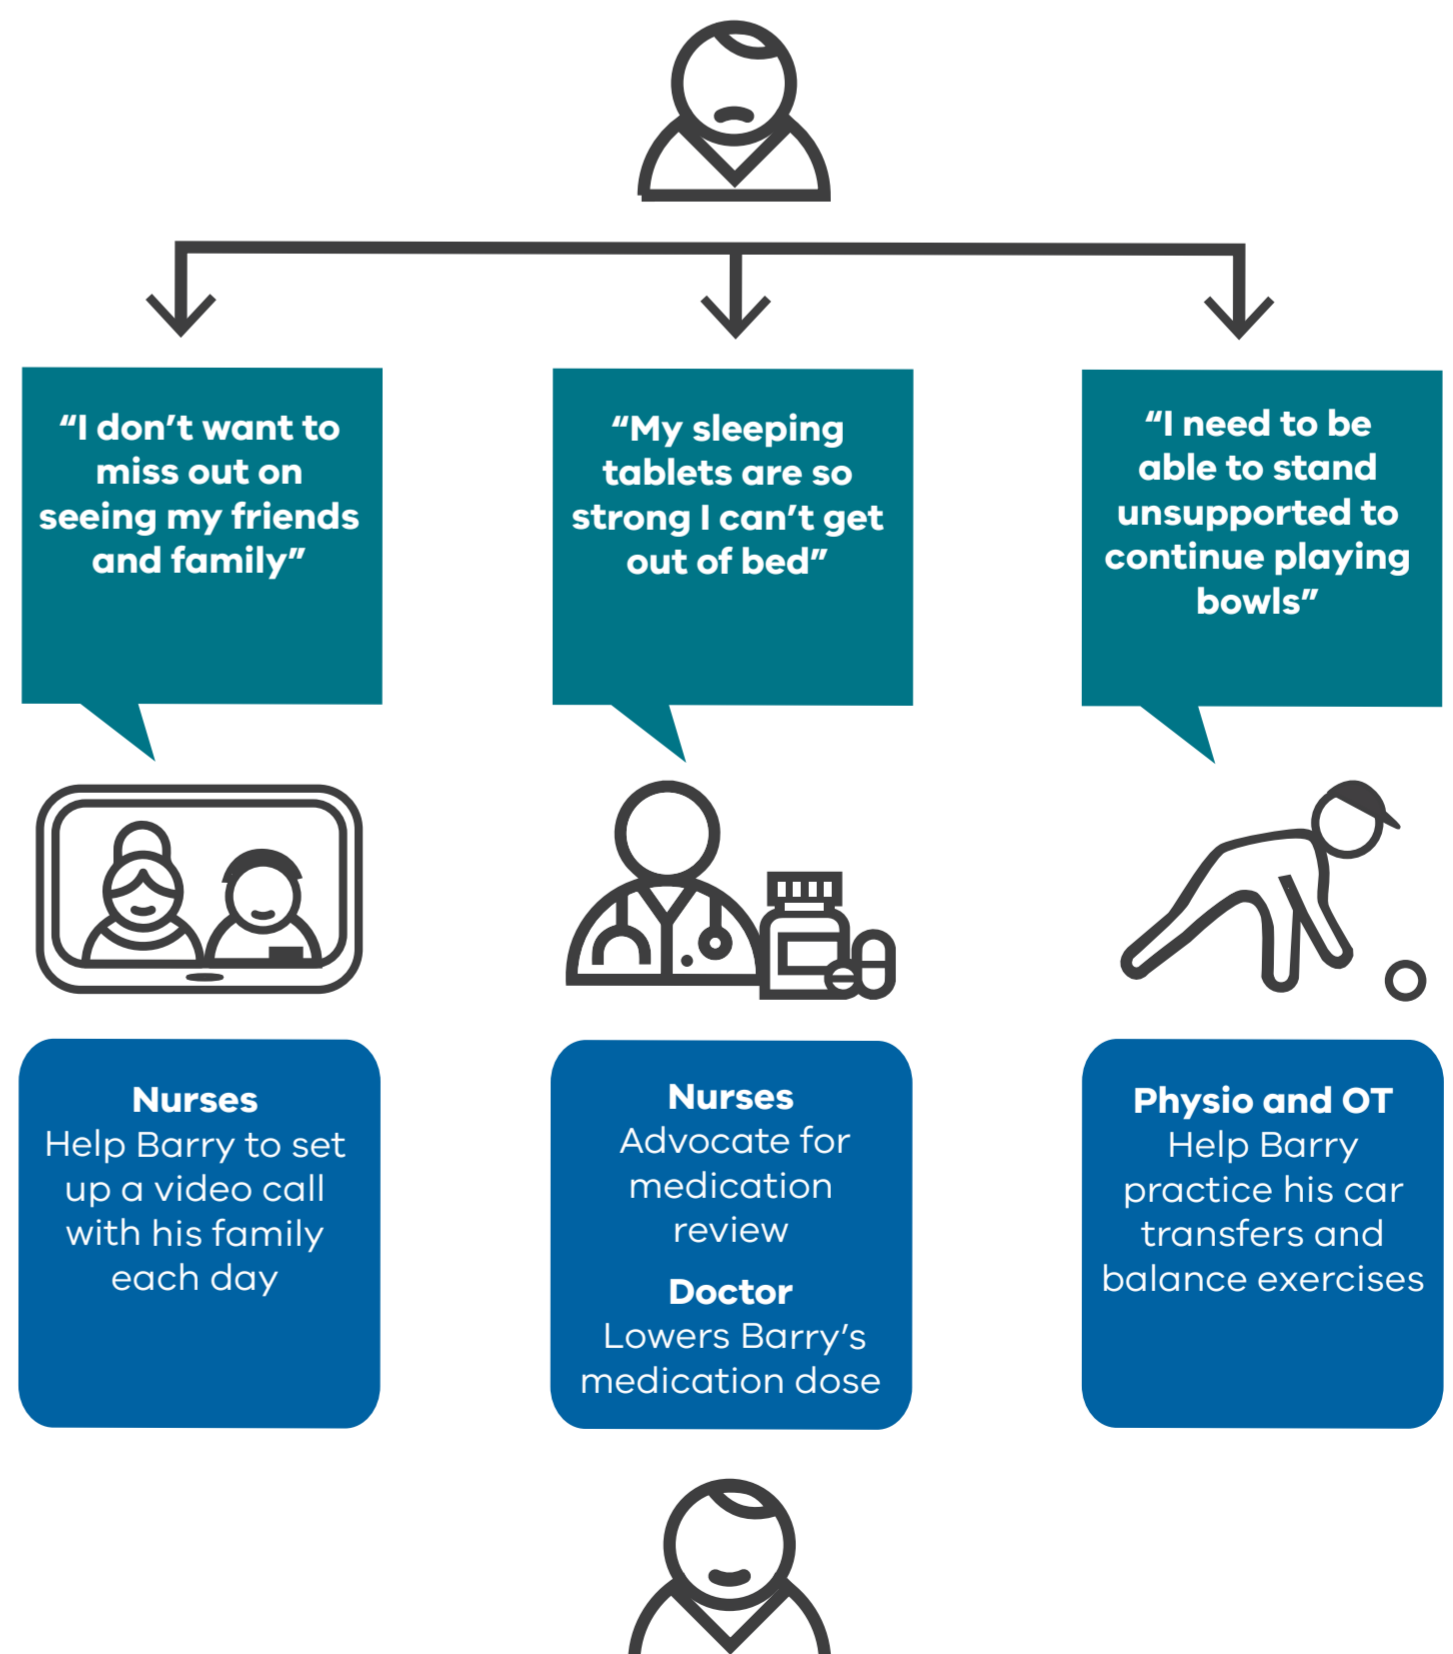 “I don’t want to
miss out on
seeing my friends
and family”
“My sleeping
tablets are so
strong I can’t get
out of bed”
“I need to be
able to stand
unsupported to
continue playing
bowls”
Nurses
Help Barry to set
up a video call
with his family
each day
Nurses
Advocate for
medication
review
Doctor
Lowers Barry’s
medication dose
Physio and OT
Help Barry
practice his car
transfers and
balance exercises